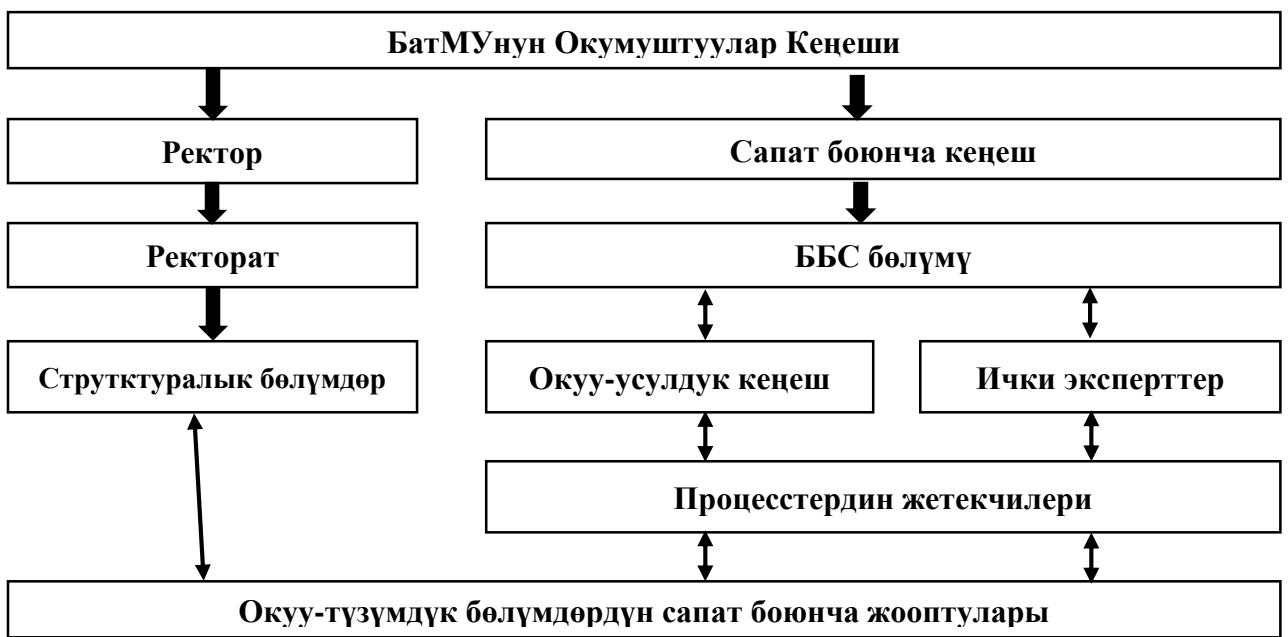 БатМУнун Окумуштуулар Кеңеши
Ректор
Сапат боюнча кеңеш
Ректорат
ББС бөлүмү
Струтктуралык бөлүмдөр
Окуу-усулдук кеңеш
Ички эксперттер
Процесстердин жетекчилери
Окуу-түзүмдүк бөлүмдөрдүн сапат боюнча жооптулары